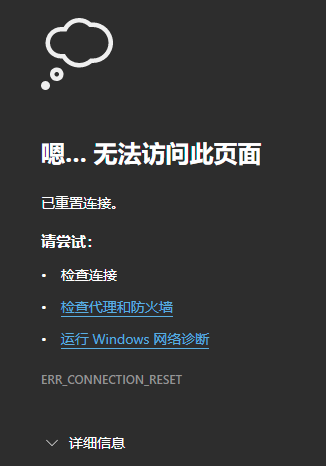 嗯... 无法访问此页面
已重置连接。
请尝试：
• 检查连接
• 检查代理和防火墙
• 运行 Windows 网络诊断
ERR_CONNECTION_RESET
详细信息